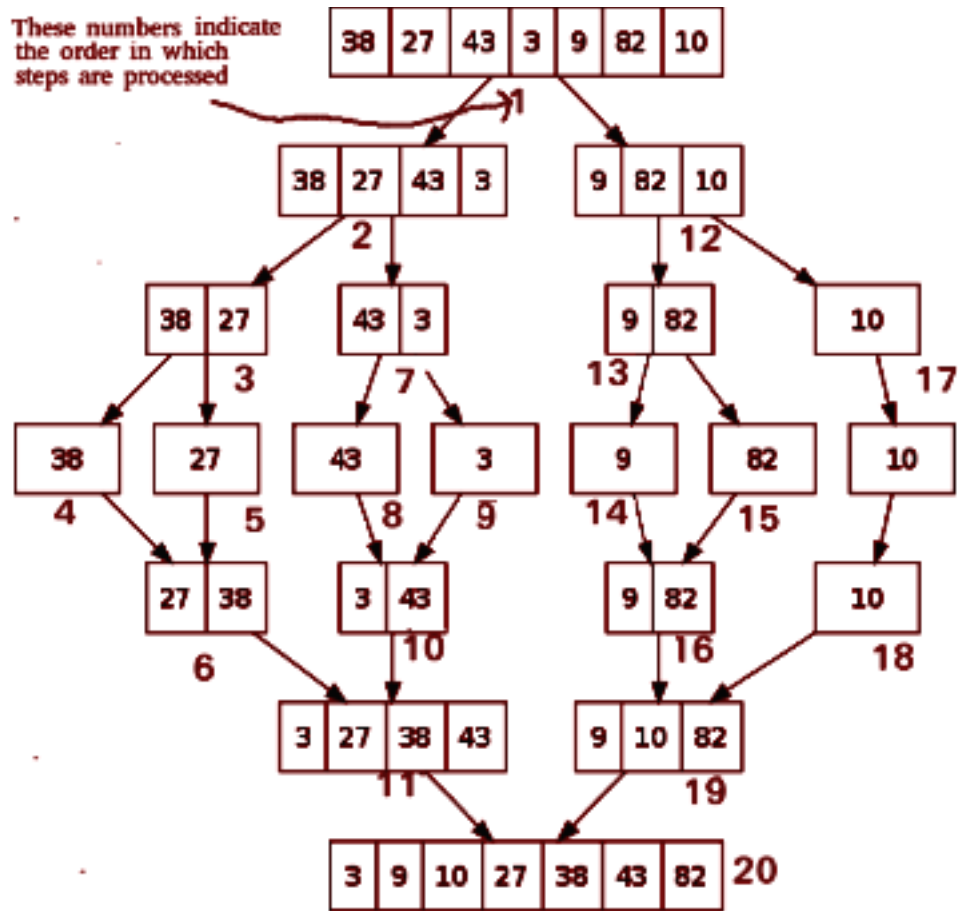 These numbers indicate
the order in which
steps are processed
38 27 43 3 9 82 10
1
38 27 43 3 9 82 10
2 12
38 27 43 3 9 82 10
3 7 13 17
38 27 43 3 9 82 10
4 5 8 9 14 15
27 38 3 43 9 82 10
6 10 16 18
3 27 38 43 9 10 82
11 19
3 9 10 27 38 43 82 20